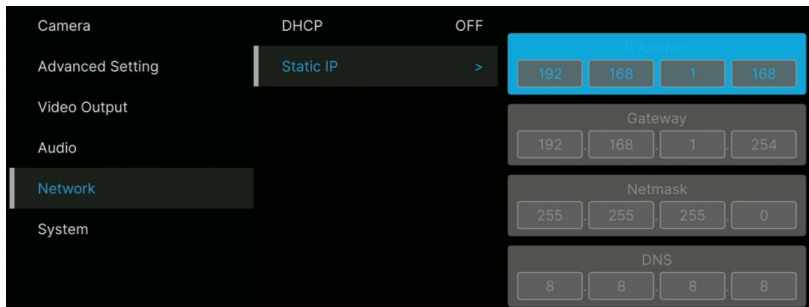 Camera
Advanced Setting
Video Output
Audio
Network
System
DHCP OFF
Static IP >
IP Address
192 . 168 . 1 . 168
Gateway
192 . 168 . 1 . 254
Netmask
255 . 255 . 255 . 0
DNS
8 . 8 . 8 . 8